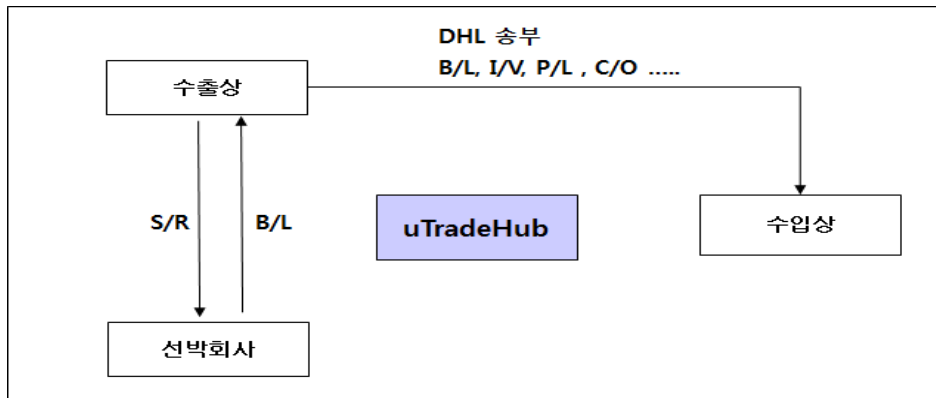 DHL 송부
B/L, I/V, P/L , C/O …..
수출상
S/R
B/L
uTradeHub
수입상
선박회사